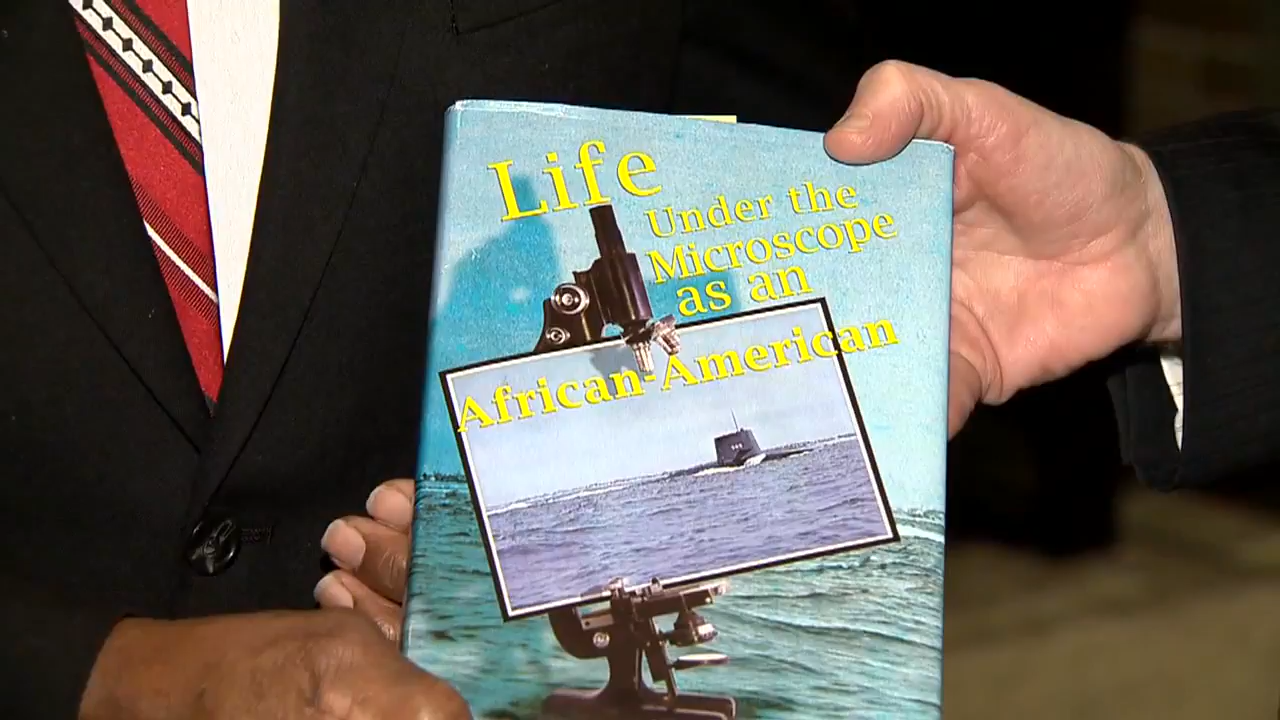 Life
Under the
Microscope
as an
African-American